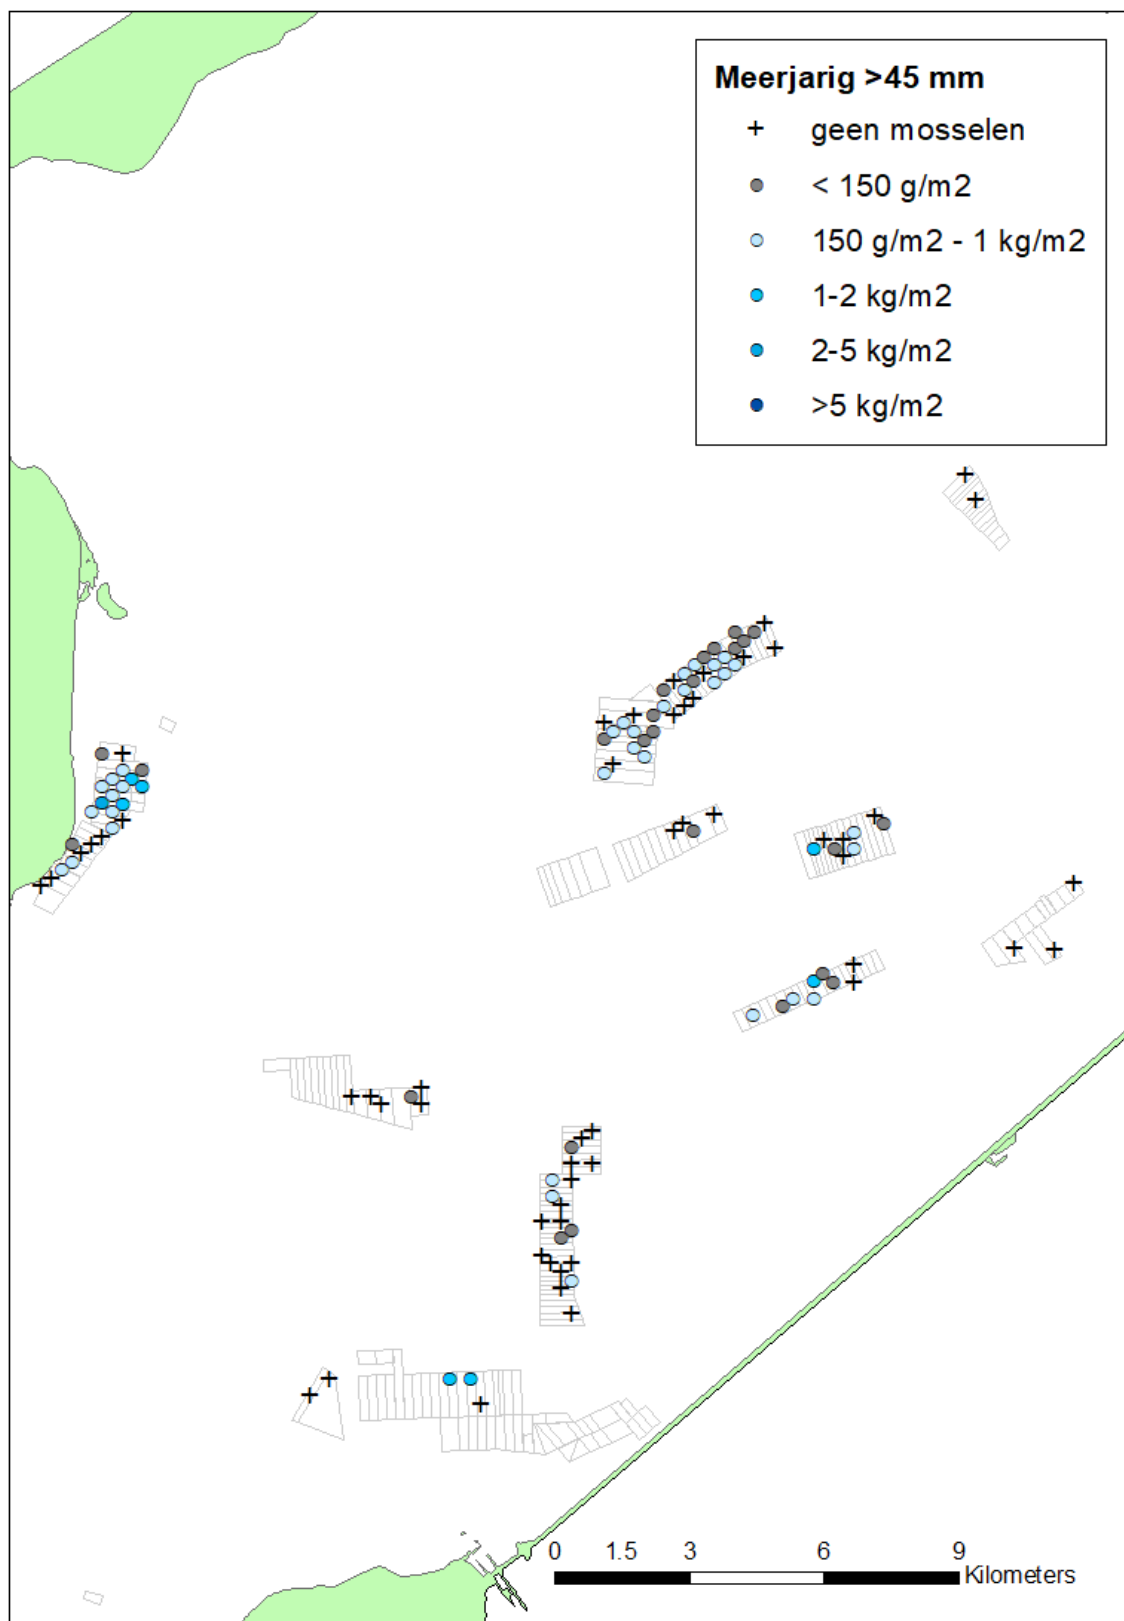 Meerjarig >45 mm
+ geen mosselen
< 150 g/m2
150 g/m2 - 1 kg/m2
1-2 kg/m2
2-5 kg/m2
>5 kg/m2
0 1.5 3 6 9
Kilometers